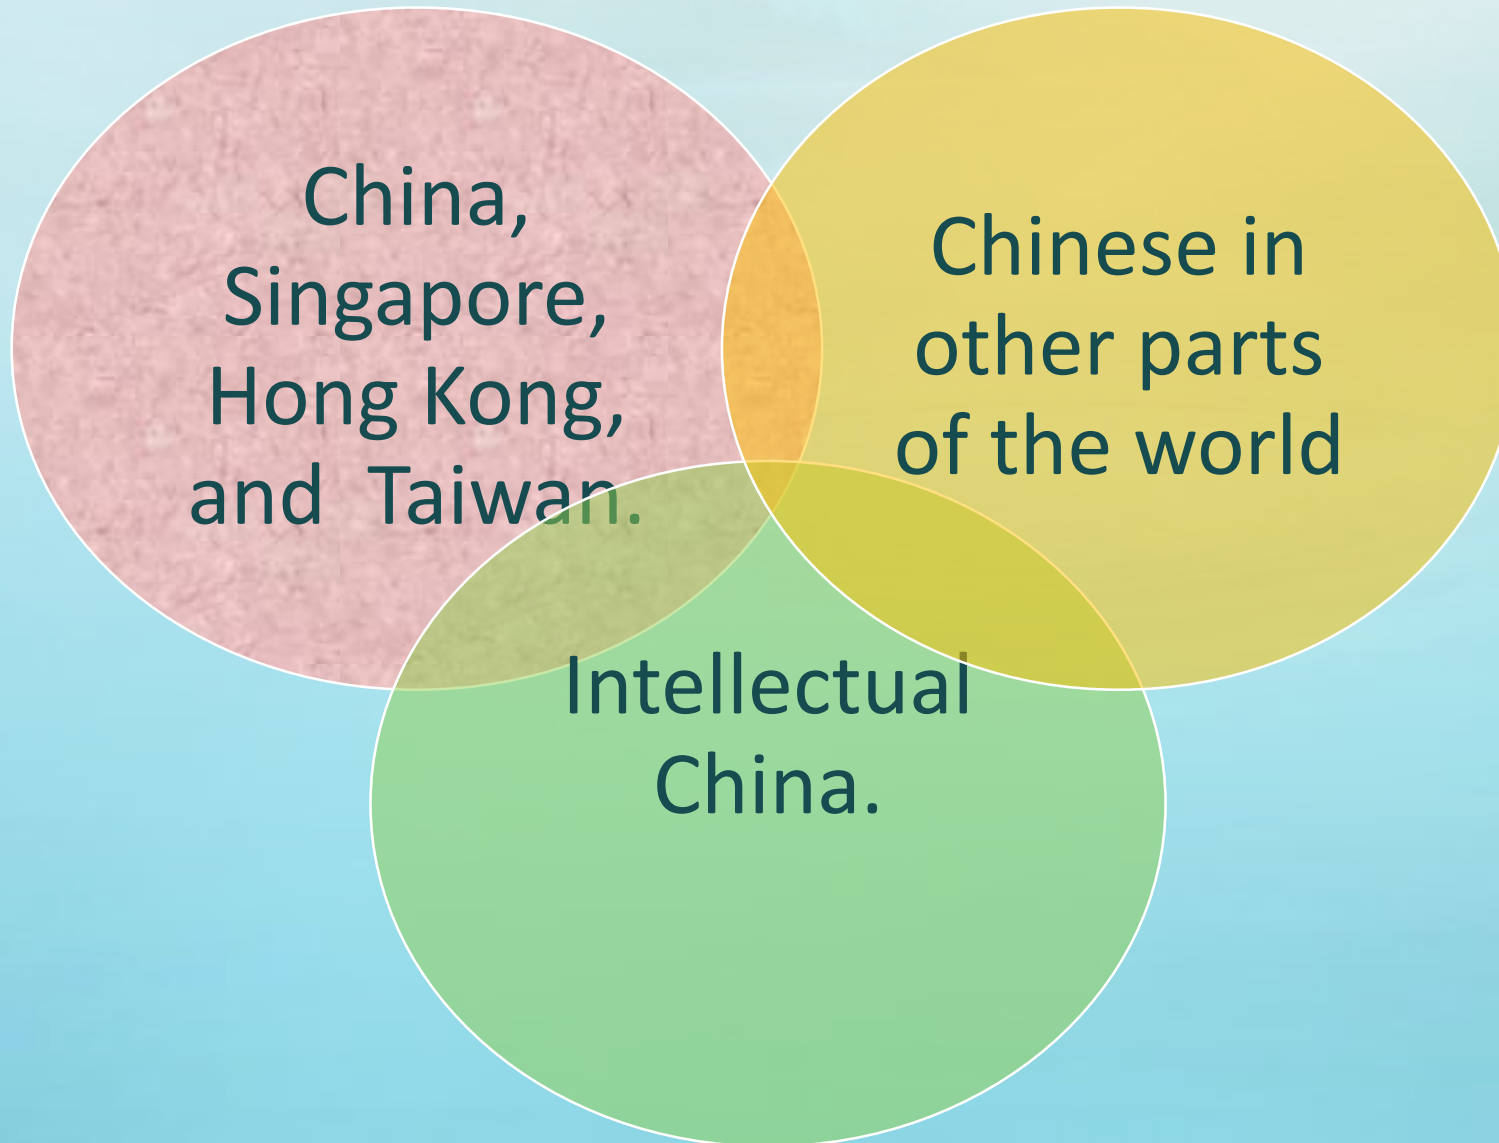 China,
Singapore,
Hong Kong,
and  Taiwan.
Chinese in
other parts
of the world
Intellectual
China.